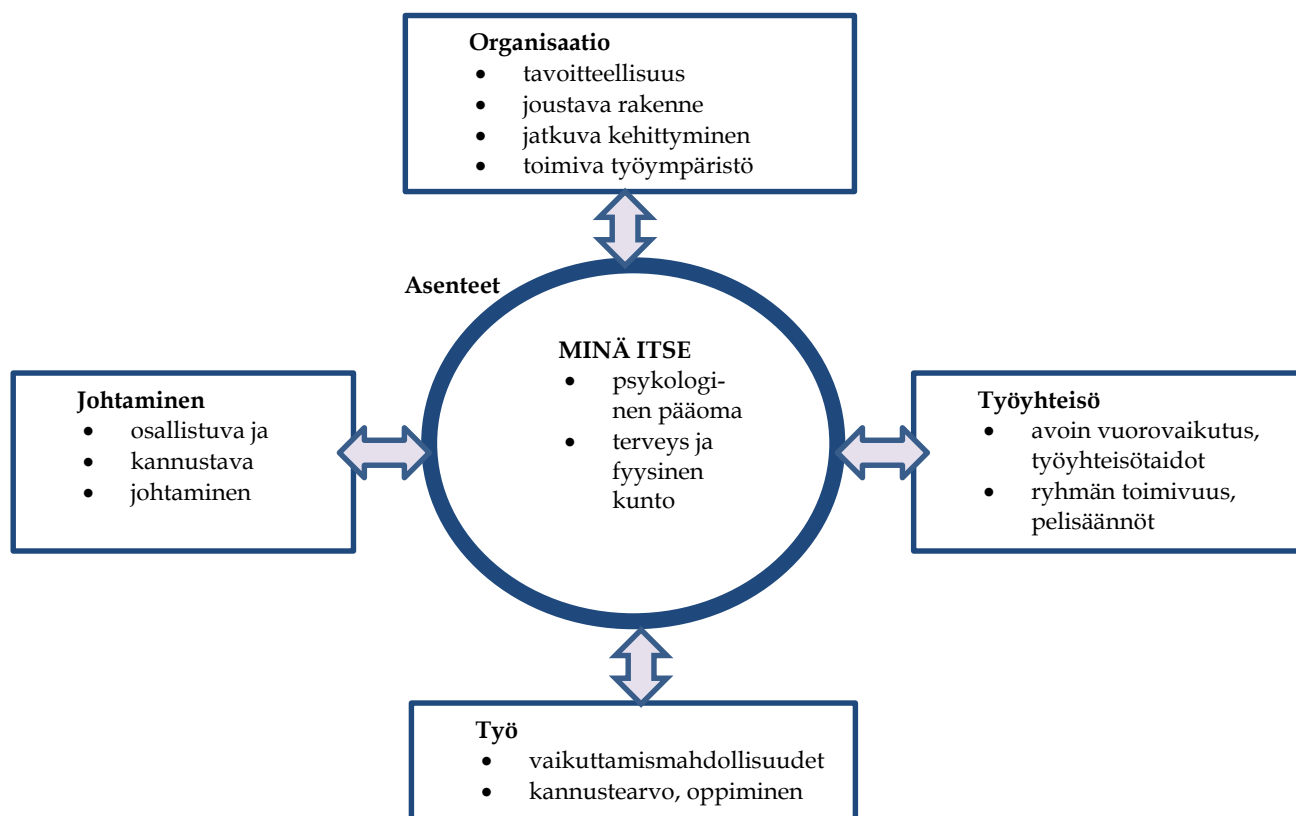 Organisaatio
• tavoitteellisuus
• joustava rakenne
• jatkuva kehittyminen
• toimiva työympäristö
Asenteet
MINÄ ITSE
• psykologi-
nen pääoma
• terveys ja
fyysinen
kunto
Johtaminen
• osallistuva ja
• kannustava
• johtaminen
Työyhteisö
• avoin vuorovaikutus,
työyhteisötaidot
• ryhmän toimivuus,
pelisäännöt
Työ
• vaikuttamismahdollisuudet
• kannustearvo, oppiminen